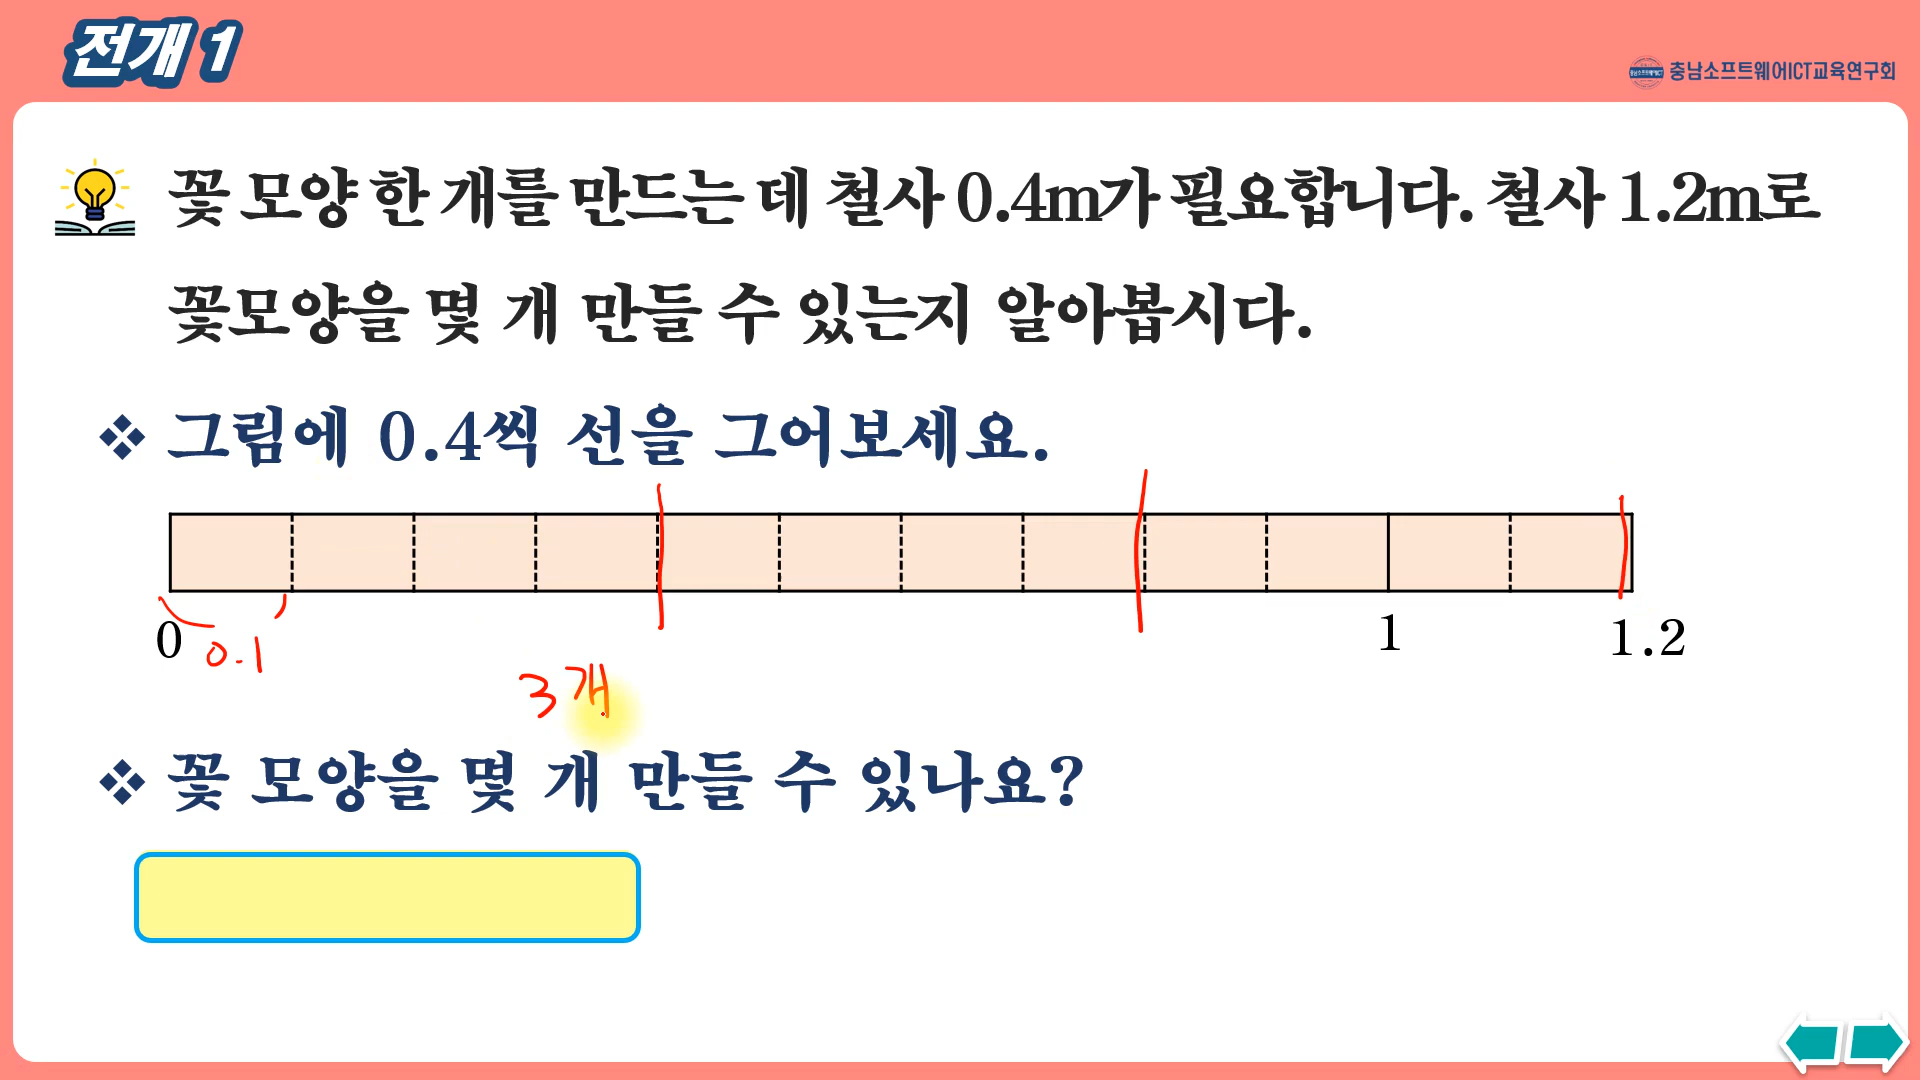 전개 1
충남소프트웨어ICT교육연구회
꽃 모양 한 개를 만드는 데 철사 0.4m가 필요합니다. 철사 1.2m로
꽃모양을 몇 개 만들 수 있는지 알아봅시다.
그림에 0.4씩 선을 그어보세요.
0 1 1.2
0.1
3개
꽃 모양을 몇 개 만들 수 있나요?